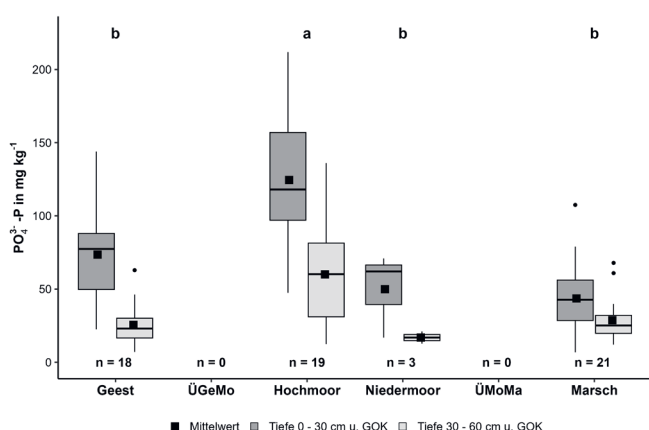 b a b b
PO₄³⁻ -P in mg kg⁻¹
200
150
100
50
0
n = 18 n = 0 n = 19 n = 3 n = 0 n = 21
Geest ÜGeMo Hochmoor Niedermoor ÜMoMa Marsch
Mittelwert Tiefe 0 - 30 cm u. GOK Tiefe 30 - 60 cm u. GOK